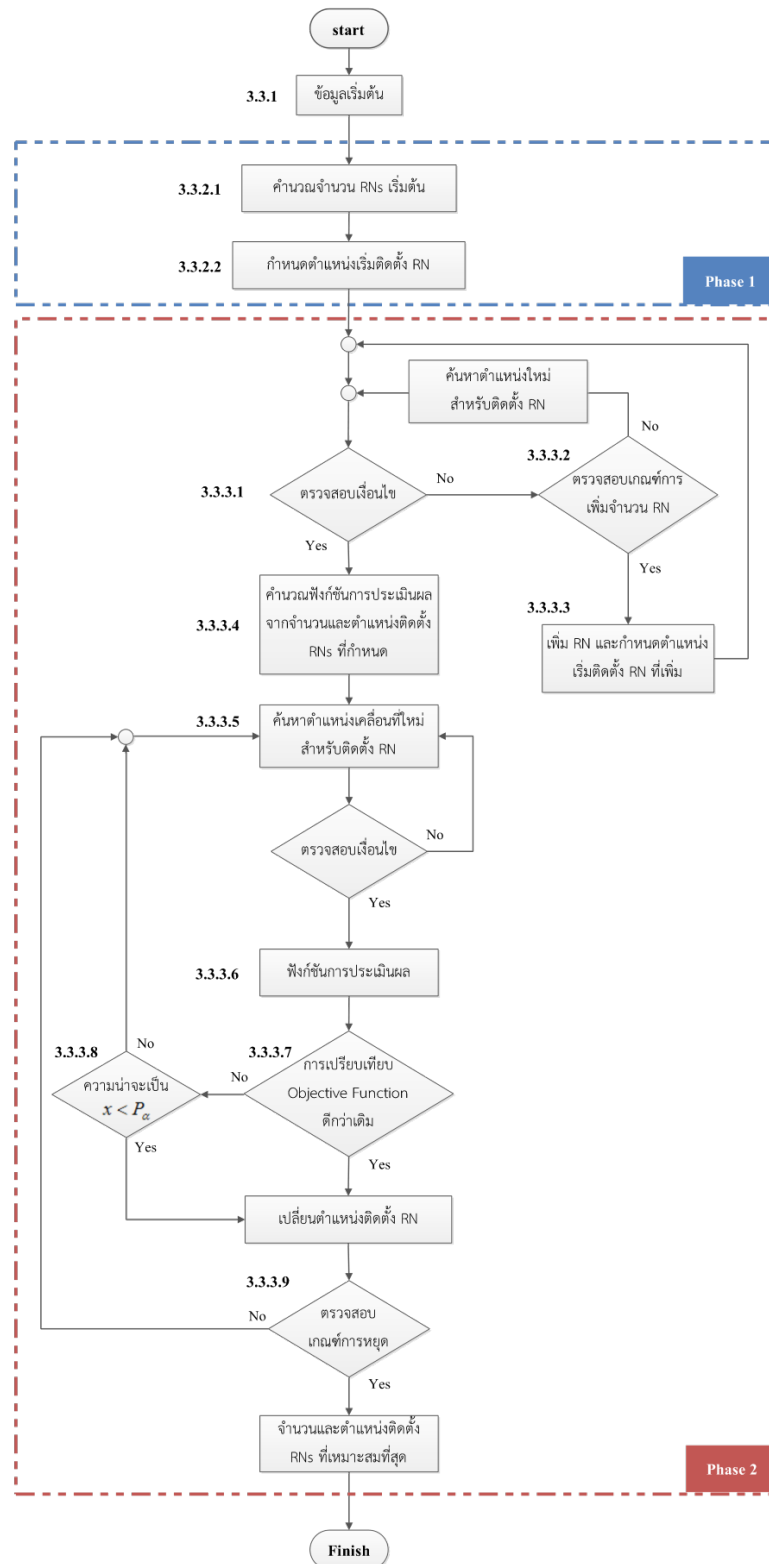 start
3.3.1
ข้อมูลเริ่มต้น
3.3.2.1
คำนวณจำนวน RNs เริ่มต้น
3.3.2.2
กำหนดตำแหน่งเริ่มติดตั้ง RN
Phase 1
ค้นหาตำแหน่งใหม่
สำหรับติดตั้ง RN
No
3.3.3.2
3.3.3.1
ตรวจสอบเงื่อนไข
No
ตรวจสอบเกณฑ์การ
เพิ่มจำนวน RN
Yes
Yes
3.3.3.3
3.3.3.4
คำนวณฟังก์ชันการประเมินผล
จากจำนวนและตำแหน่งติดตั้ง
RNs ที่กำหนด
เพิ่ม RN และกำหนดตำแหน่ง
เริ่มติดตั้ง RN ที่เพิ่ม
3.3.3.5
ค้นหาตำแหน่งเคลื่อนที่ใหม่
สำหรับติดตั้ง RN
ตรวจสอบเงื่อนไข
No
Yes
3.3.3.6
ฟังก์ชันการประเมินผล
3.3.3.8
No
3.3.3.7
การเปรียบเทียบ
Objective Function
ดีกว่าเดิม
No
ความน่าจะเป็น
x < Pα
Yes
Yes
เปลี่ยนตำแหน่งติดตั้ง RN
3.3.3.9
No
ตรวจสอบ
เกณฑ์การหยุด
Yes
จำนวนและตำแหน่งติดตั้ง
RNs ที่เหมาะสมที่สุด
Phase 2
Finish